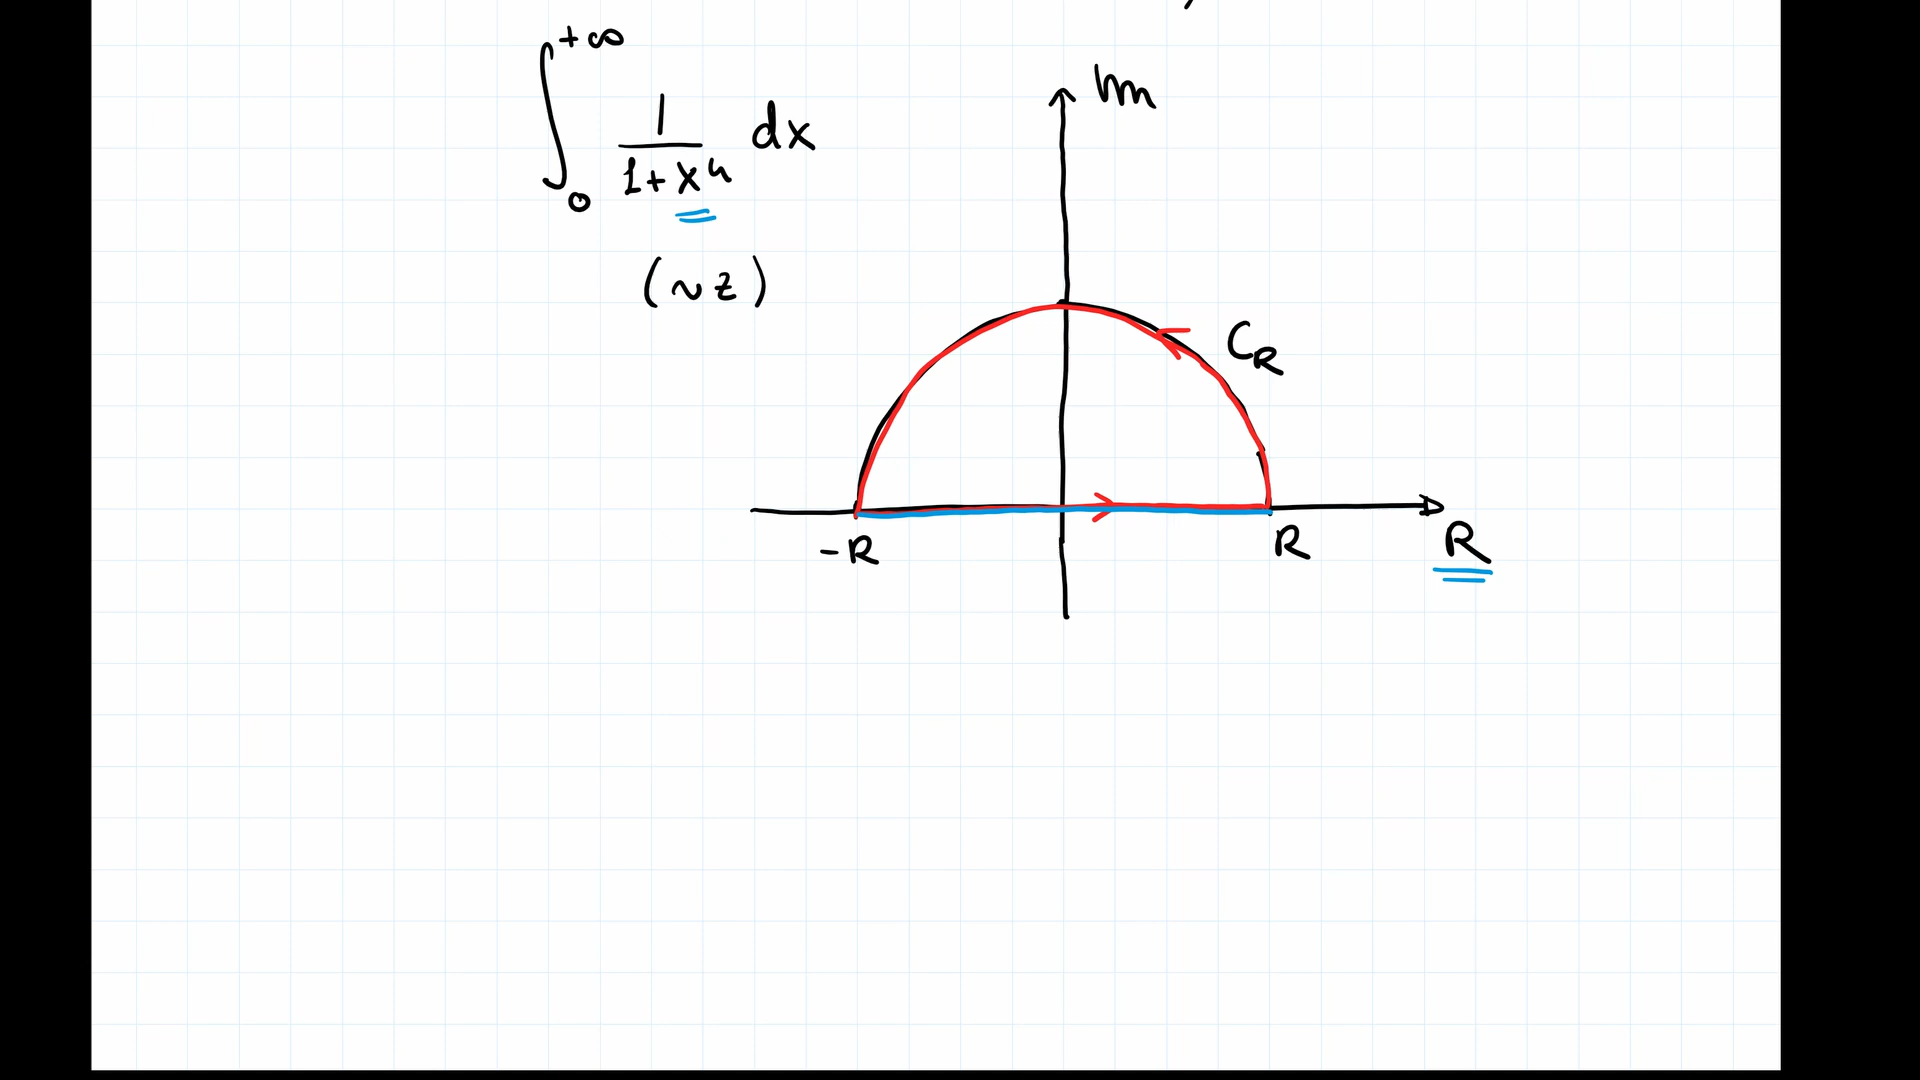 ∫₀^{+∞} 1/(1+x⁴) dx
(~z)
Im
C_R
-R
R
R